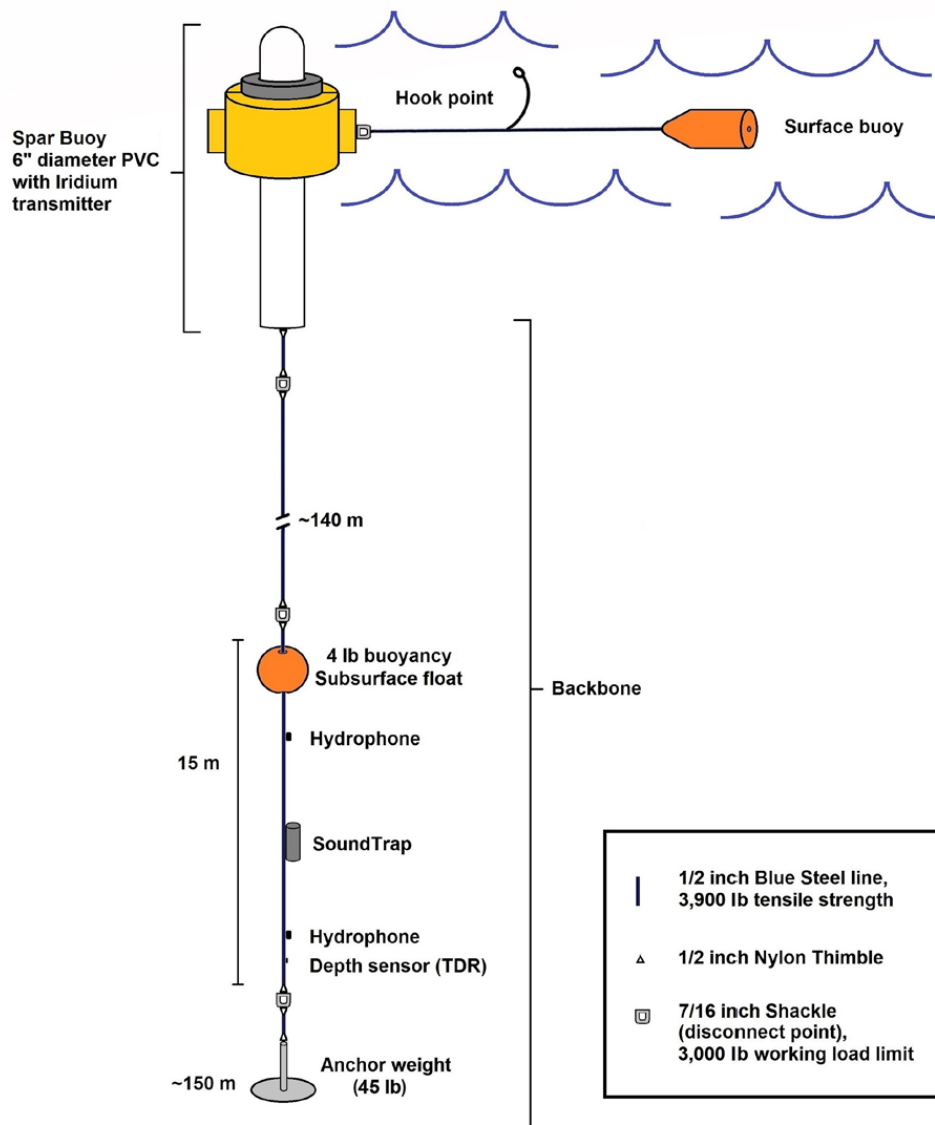 Hook point
Surface buoy
Spar Buoy
6" diameter PVC
with Iridium
transmitter
~140 m
4 lb buoyancy
Subsurface float
Backbone
Hydrophone
15 m
SoundTrap
Hydrophone
Depth sensor (TDR)
Anchor weight
(45 lb)
~150 m
1/2 inch Blue Steel line,
3,900 lb tensile strength
1/2 inch Nylon Thimble
7/16 inch Shackle
(disconnect point),
3,000 lb working load limit